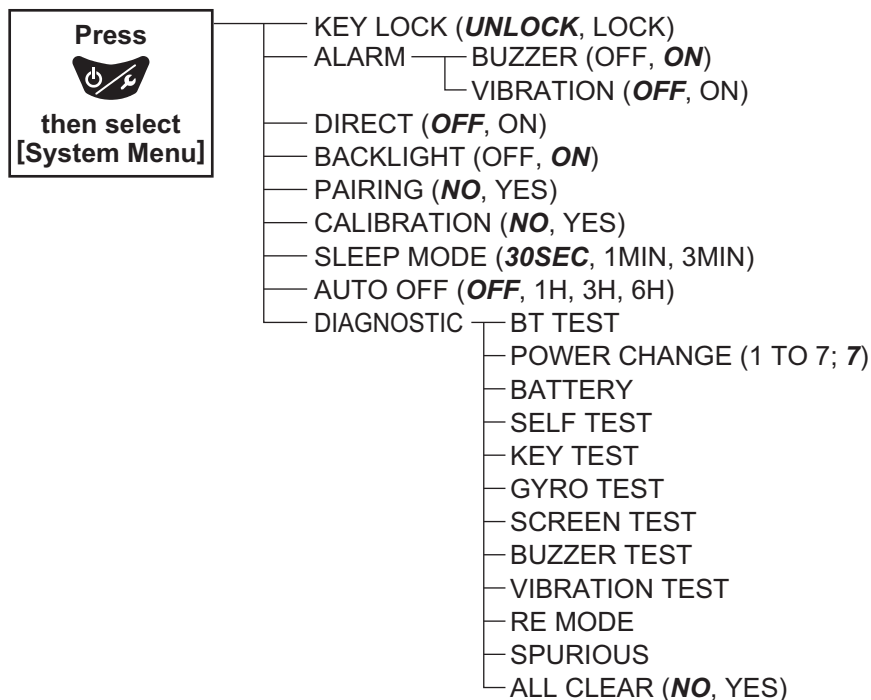 Press
then select
[System Menu]
KEY LOCK (UNLOCK, LOCK)
ALARM
BUZZER (OFF, ON)
VIBRATION (OFF, ON)
DIRECT (OFF, ON)
BACKLIGHT (OFF, ON)
PAIRING (NO, YES)
CALIBRATION (NO, YES)
SLEEP MODE (30SEC, 1MIN, 3MIN)
AUTO OFF (OFF, 1H, 3H, 6H)
DIAGNOSTIC
BT TEST
POWER CHANGE (1 TO 7; 7)
BATTERY
SELF TEST
KEY TEST
GYRO TEST
SCREEN TEST
BUZZER TEST
VIBRATION TEST
RE MODE
SPURIOUS
ALL CLEAR (NO, YES)